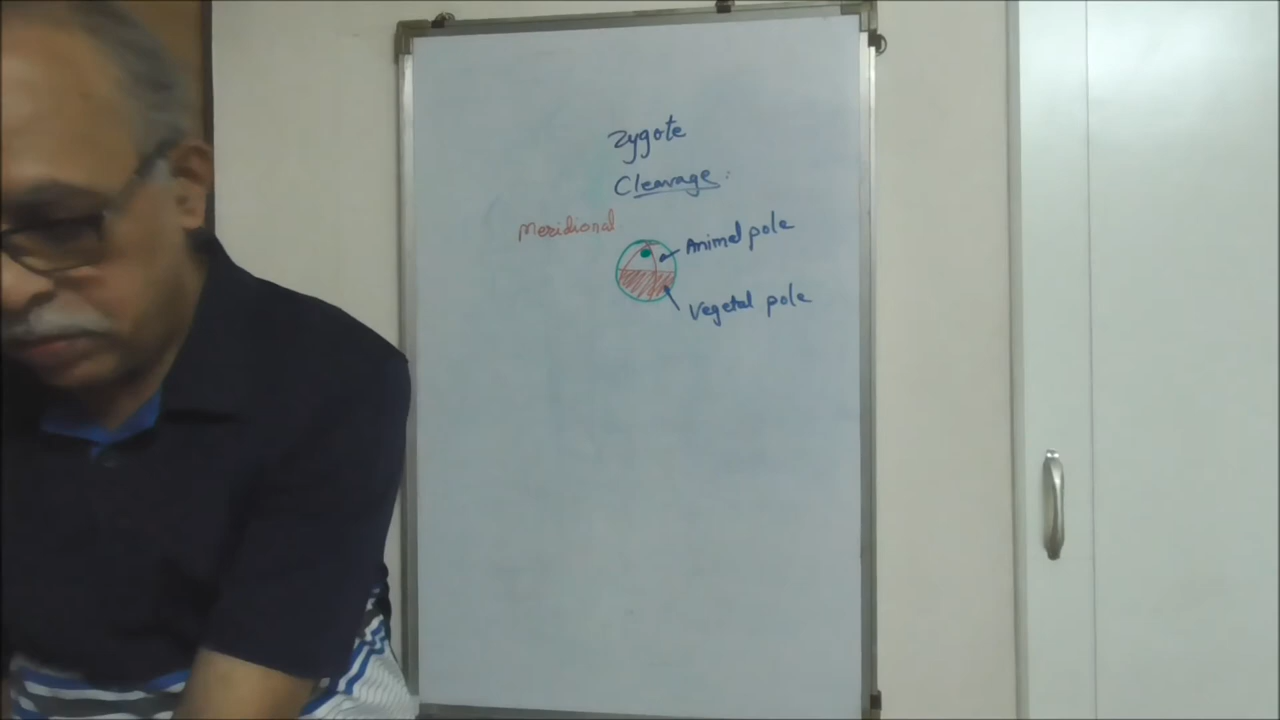 Zygote
Cleavage:
Meridional
Animal pole
Vegetal pole